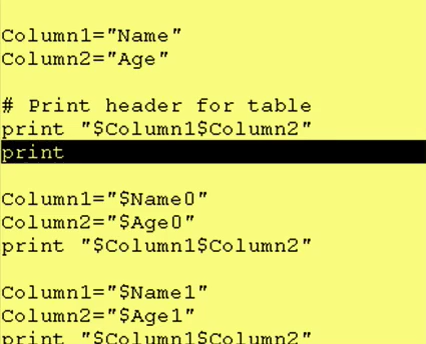 Column1="Name"
Column2="Age"
# Print header for table
print "$Column1$Column2"
print
Column1="$Name0"
Column2="$Age0"
print "$Column1$Column2"
Column1="$Name1"
Column2="$Age1"
print "$Column1$Column2"